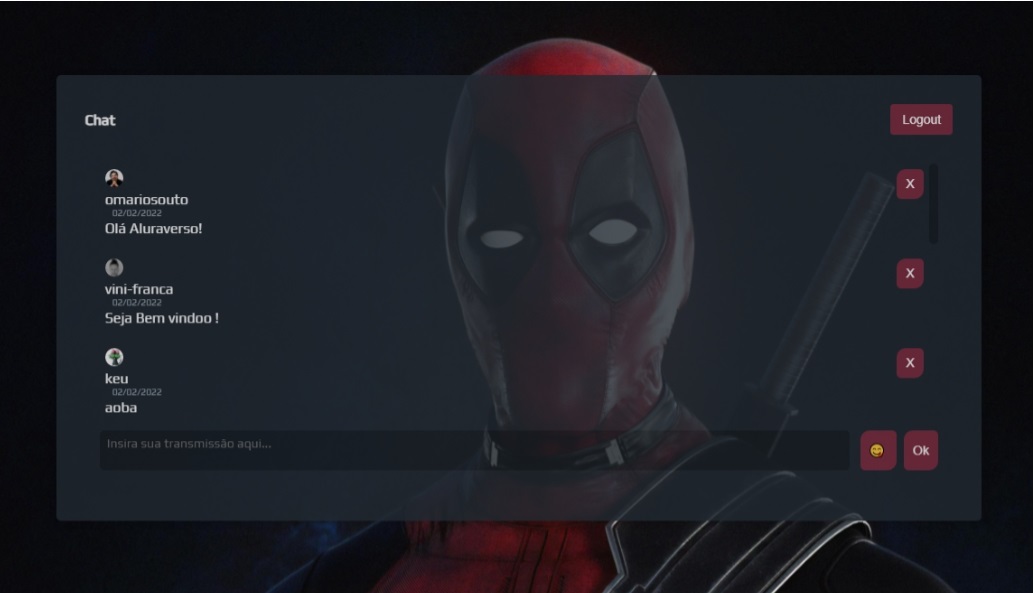 Chat
Logout
omariosouto
X
02/02/2022
Olá Aluraverso!
vini-franca
X
02/02/2022
Seja Bem vindoo !
keu
X
02/02/2022
aoba
Insira sua transmissão aqui...
Ok